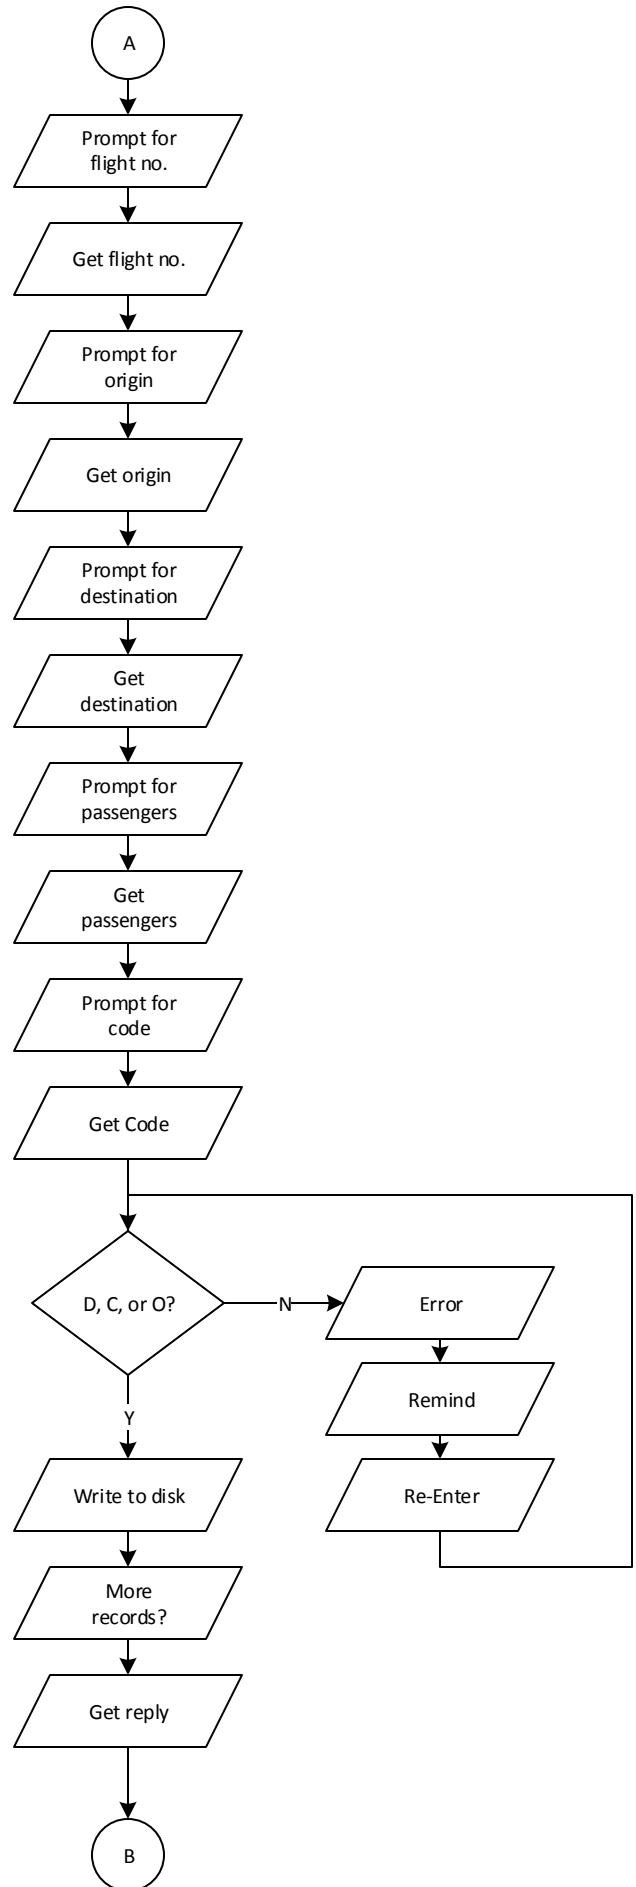 A
Prompt for
flight no.
Get flight no.
Prompt for
origin
Get origin
Prompt for
destination
Get
destination
Prompt for
passengers
Get
passengers
Prompt for
code
Get Code
D, C, or O?
N
Error
Remind
Re-Enter
Y
Write to disk
More
records?
Get reply
B